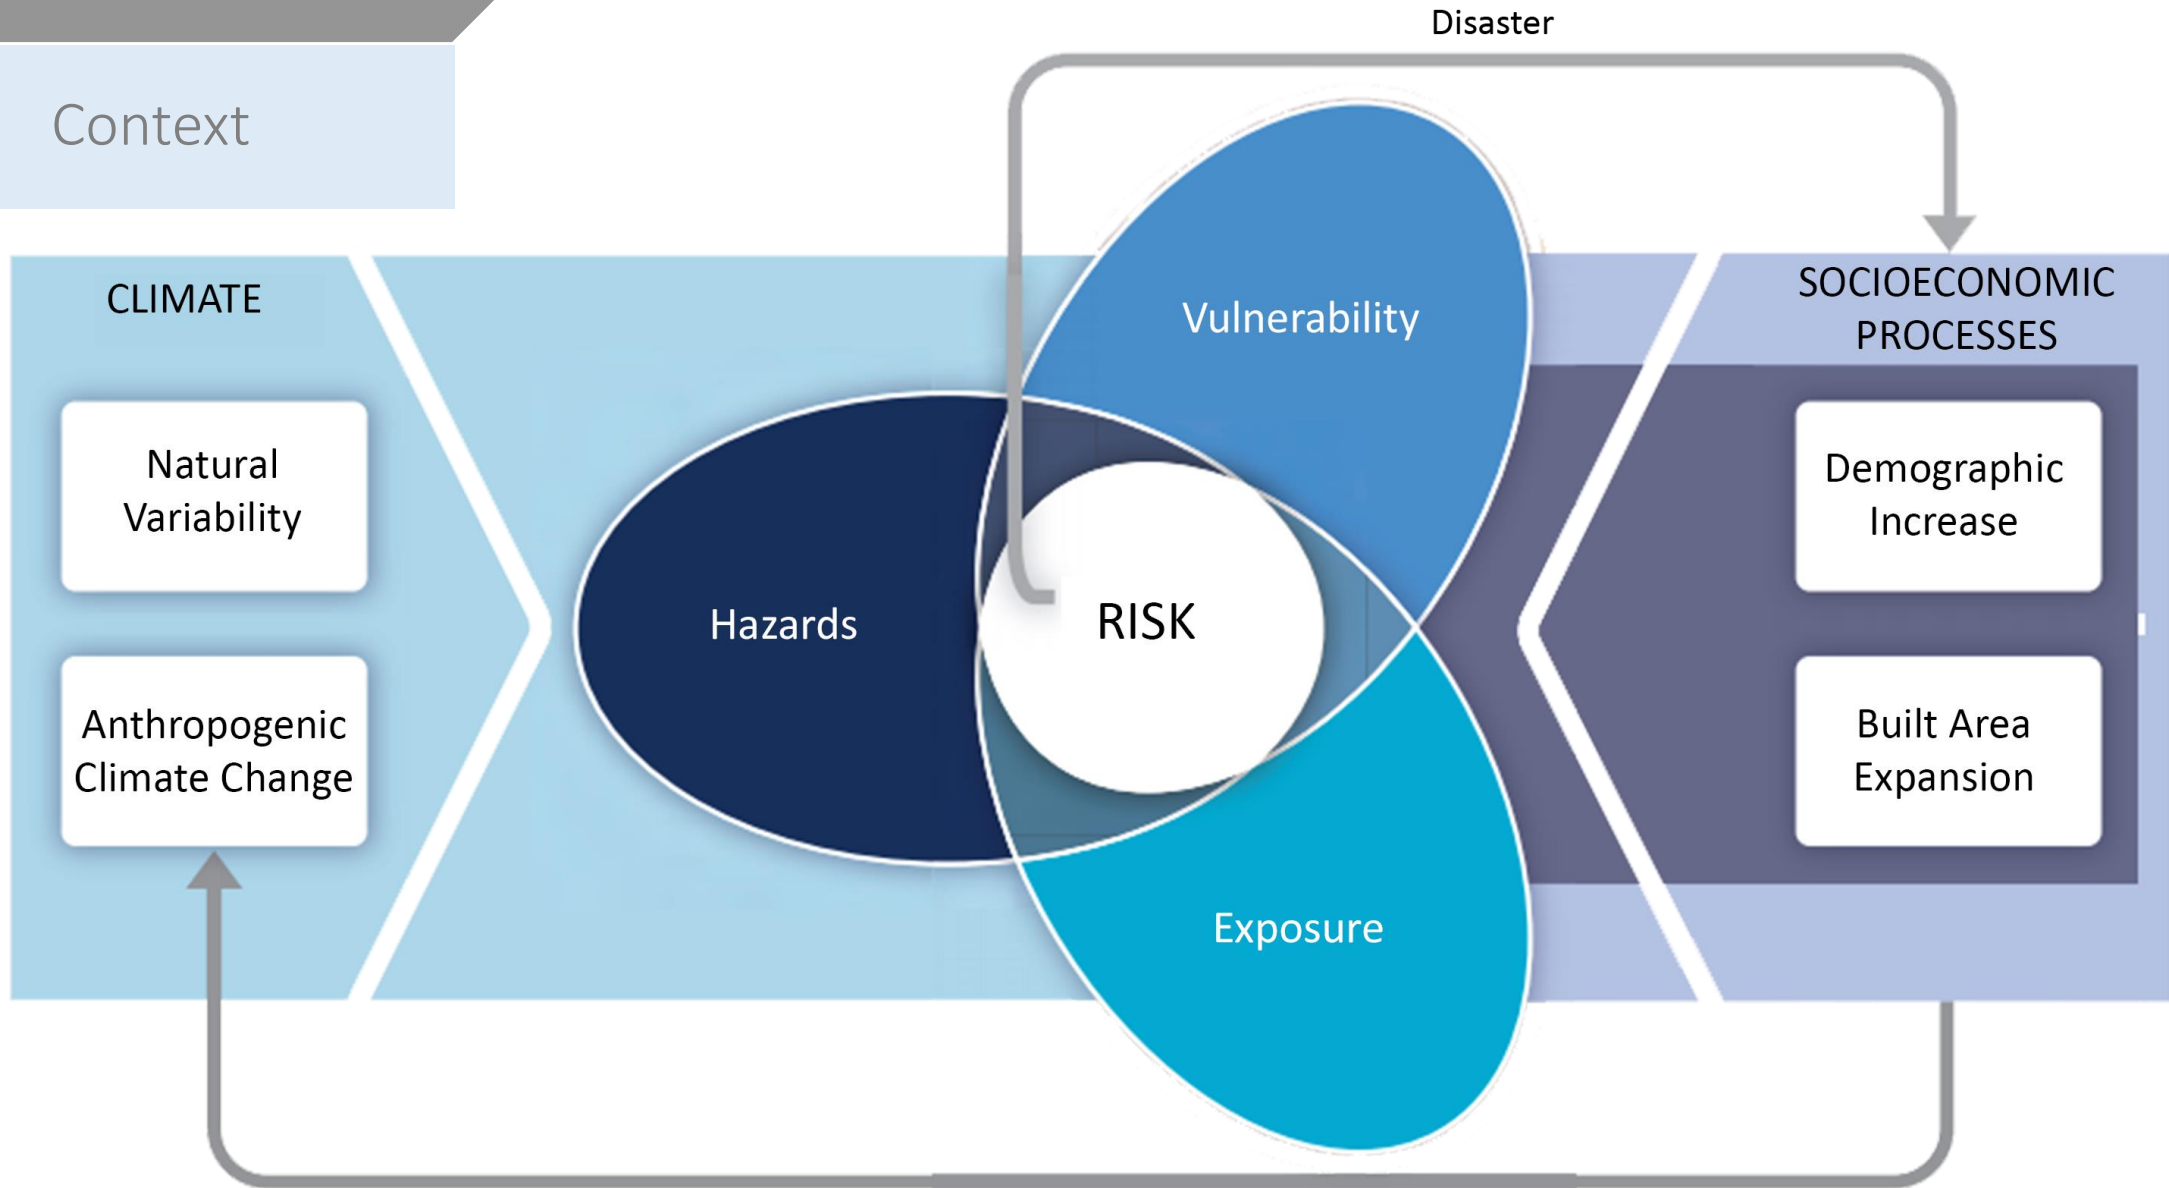 Disaster
Context
CLIMATE
Natural
Variability
Anthropogenic
Climate Change
Vulnerability
Hazards
RISK
Exposure
SOCIOECONOMIC
PROCESSES
Demographic
Increase
Built Area
Expansion